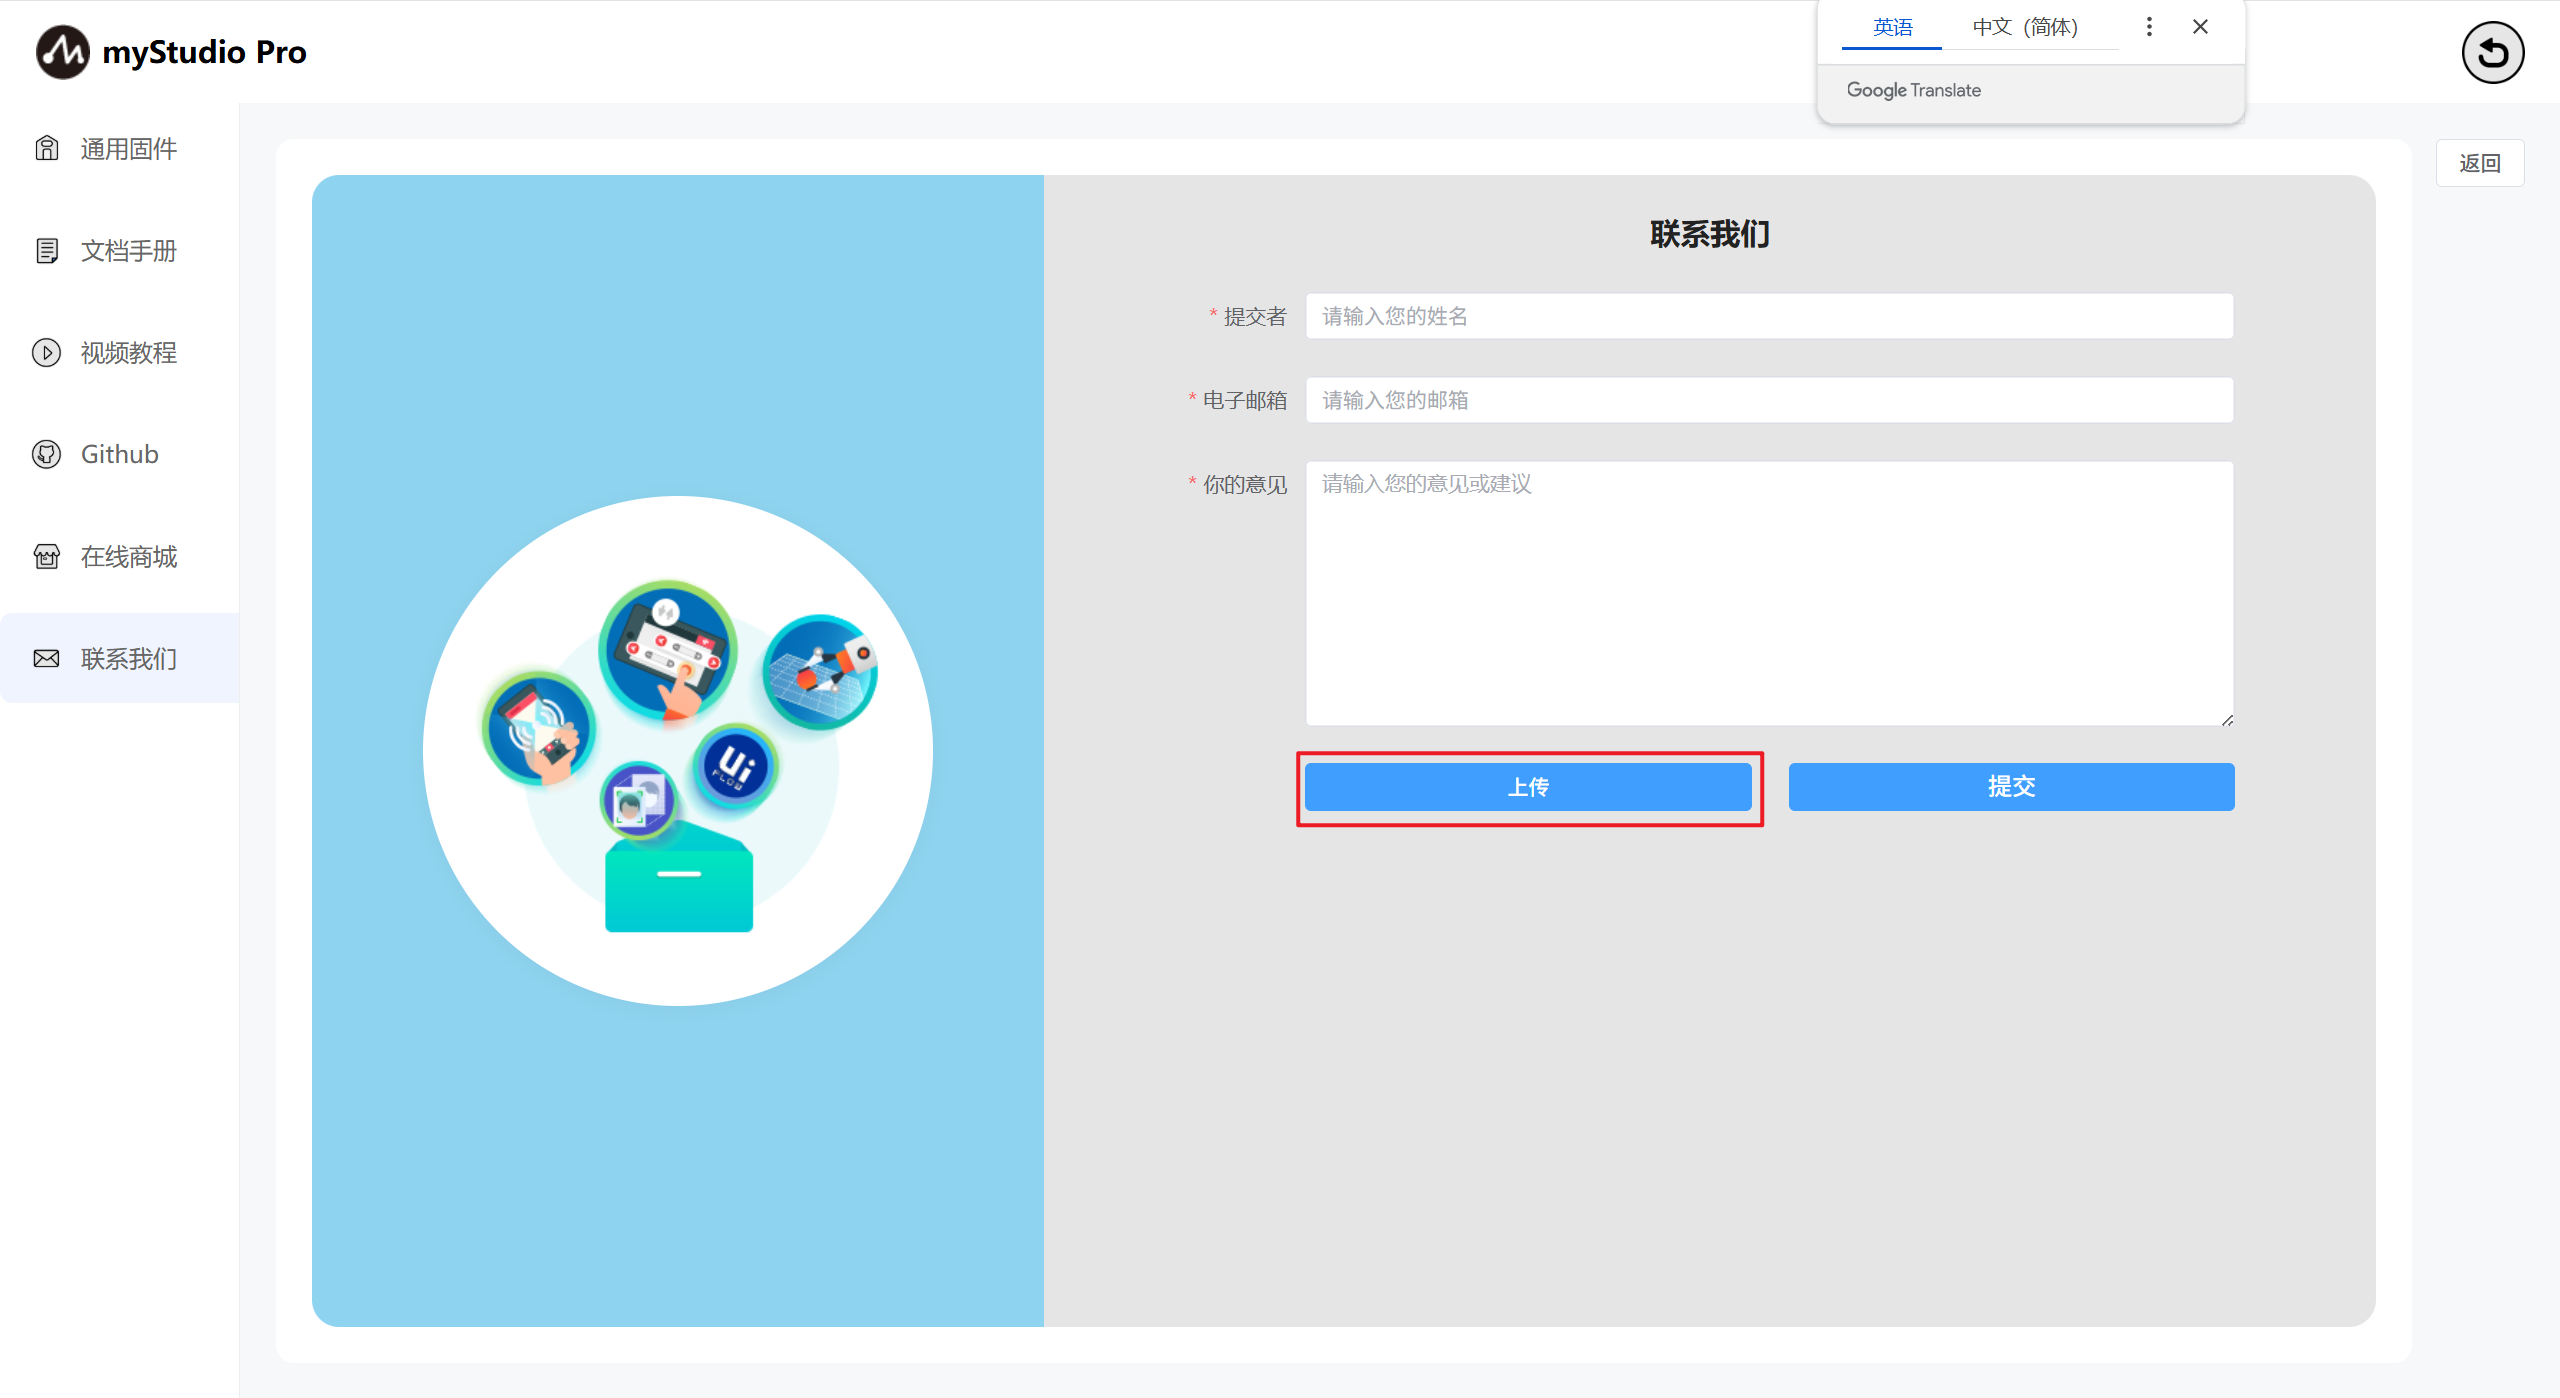 myStudio Pro
英语
中文（简体）
Google Translate
返回
通用固件
文档手册
视频教程
Github
在线商城
联系我们
联系我们
* 提交者
请输入您的姓名
* 电子邮箱
请输入您的邮箱
* 你的意见
请输入您的意见或建议
上传
提交
Ui
FLOW